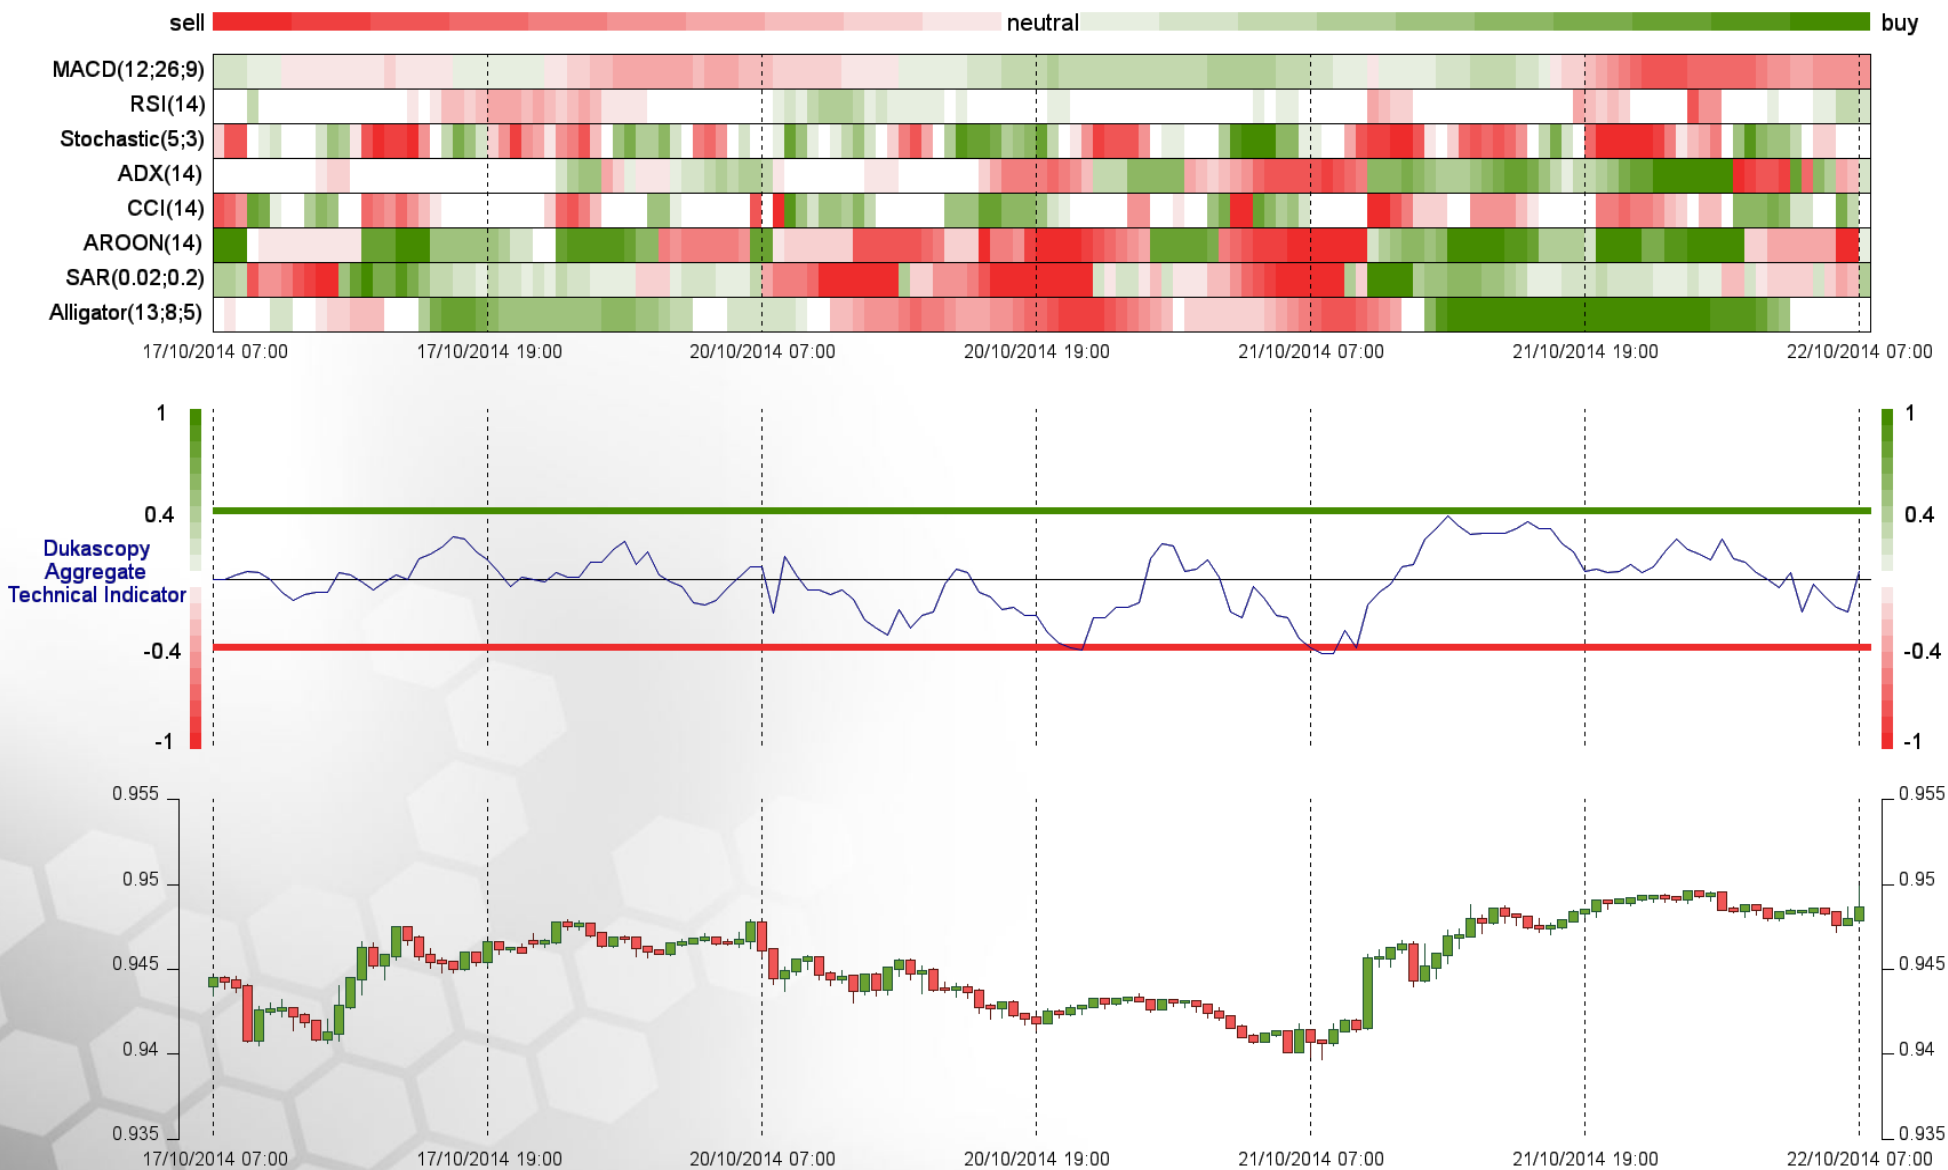 sell neutral buy
MACD(12;26;9)
RSI(14)
Stochastic(5;3)
ADX(14)
CCI(14)
AROON(14)
SAR(0.02;0.2)
Alligator(13;8;5)
17/10/2014 07:00 17/10/2014 19:00 20/10/2014 07:00 20/10/2014 19:00 21/10/2014 07:00 21/10/2014 19:00 22/10/2014 07:00
1 1
0.4 0.4
Dukascopy
Aggregate
Technical Indicator
-0.4 -0.4
-1 -1
0.955 0.955
0.95 0.95
0.945 0.945
0.94 0.94
0.935 0.935
17/10/2014 07:00 17/10/2014 19:00 20/10/2014 07:00 20/10/2014 19:00 21/10/2014 07:00 21/10/2014 19:00 22/10/2014 07:00